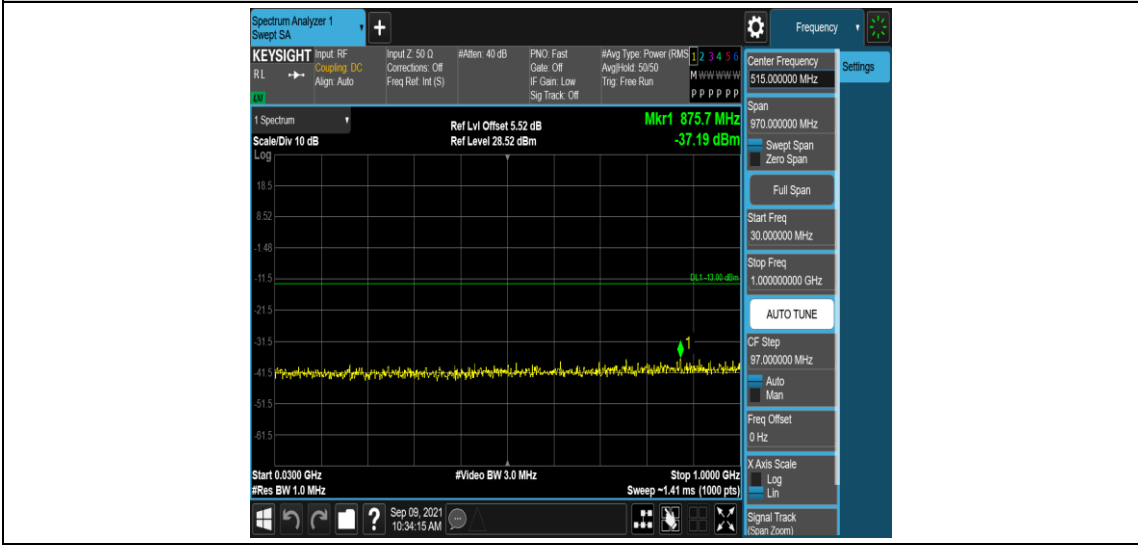 Spectrum Analyzer 1
Swept SA
+
Frequency
KEYSIGHT
RL
LNI
Input: RF
Coupling: DC
Align: Auto
Input Z: 50 Ω
Corrections: Off
Freq Ref: Int (S)
#Atten: 40 dB
PNO: Fast
Gate: Off
IF Gain: Low
Sig Track: Off
#Avg Type: Power (RMS
Avg|Hold: 50/50
Trig: Free Run
1 2 3 4 5 6
M W W W W W
P P P P P P
1 Spectrum
Scale/Div 10 dB
Log
Ref Lvl Offset 5.52 dB
Ref Level 28.52 dBm
Mkr1 875.7 MHz
-37.19 dBm
18.5
8.52
-1.48
-11.5
DL1 -13.00 dBm
-21.5
-31.5
1
-41.5
-51.5
-61.5
Start 0.0300 GHz
#Res BW 1.0 MHz
#Video BW 3.0 MHz
Stop 1.0000 GHz
Sweep ~1.41 ms (1000 pts)
?
Sep 09, 2021
10:34:15 AM
Center Frequency
515.000000 MHz
Settings
Span
970.000000 MHz
Swept Span
Zero Span
Full Span
Start Freq
30.000000 MHz
Stop Freq
1.000000000 GHz
AUTO TUNE
CF Step
97.000000 MHz
Auto
Man
Freq Offset
0 Hz
X Axis Scale
Log
Lin
Signal Track
(Span Zoom)